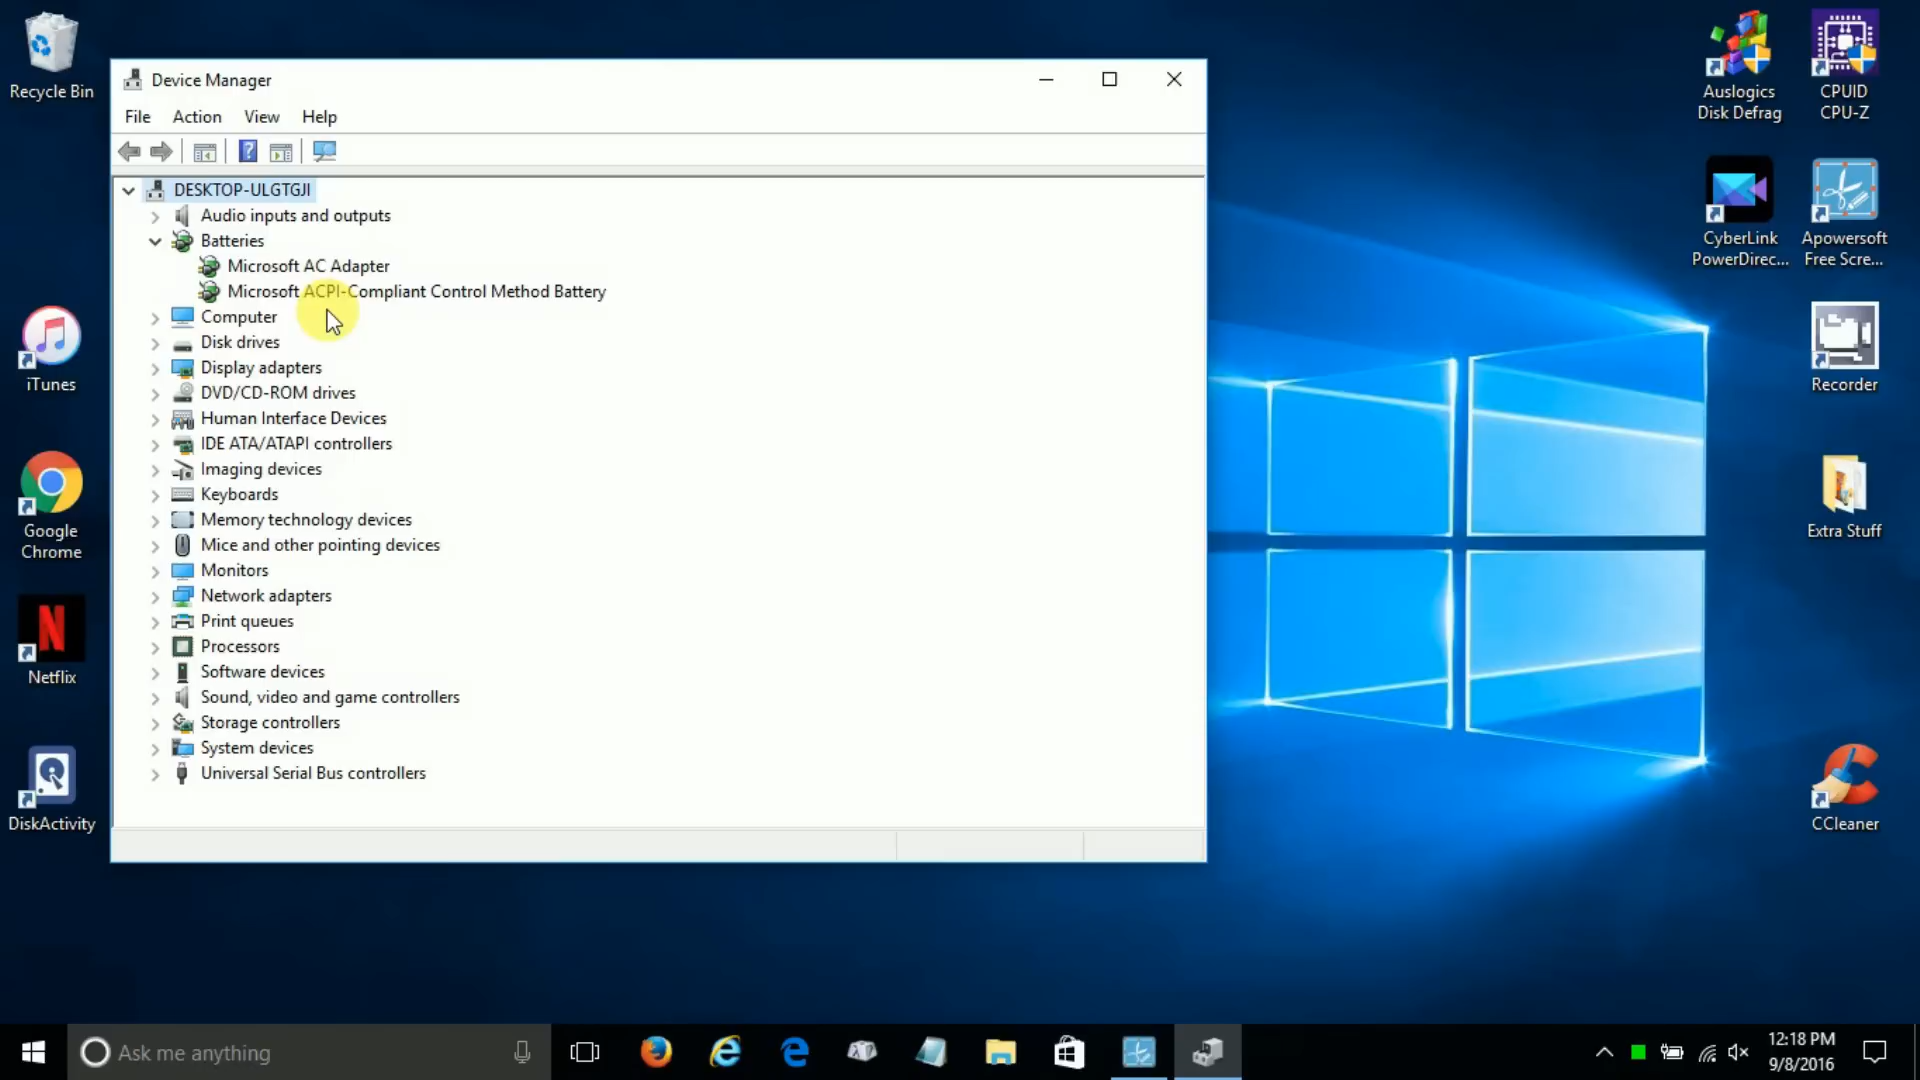 Recycle Bin
iTunes
Google
Chrome
Netflix
DiskActivity
Device Manager
File Action View Help
DESKTOP-ULGTGJI
Audio inputs and outputs
Batteries
Microsoft AC Adapter
Microsoft ACPI-Compliant Control Method Battery
Computer
Disk drives
Display adapters
DVD/CD-ROM drives
Human Interface Devices
IDE ATA/ATAPI controllers
Imaging devices
Keyboards
Memory technology devices
Mice and other pointing devices
Monitors
Network adapters
Print queues
Processors
Software devices
Sound, video and game controllers
Storage controllers
System devices
Universal Serial Bus controllers
Auslogics
Disk Defrag
CPUID
CPU-Z
CyberLink
PowerDirec...
Apowersoft
Free Scre...
Recorder
Extra Stuff
CCleaner
Ask me anything
12:18 PM
9/8/2016